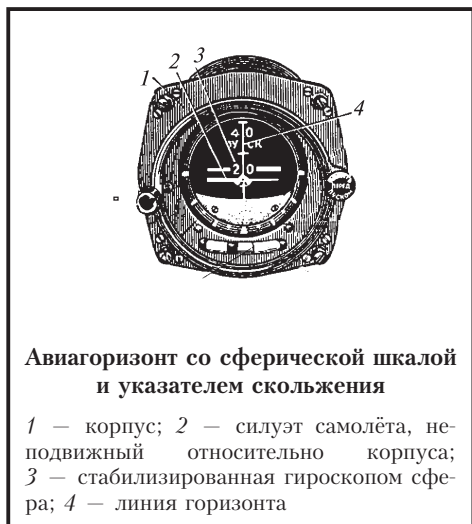 2 3
1 4
40
СПУСК
20
Авиагоризонт со сферической шкалой
и указателем скольжения
1 — корпус; 2 — силуэт самолёта, не-
подвижный относительно корпуса;
3 — стабилизированная гироскопом сфе-
ра; 4 — линия горизонта